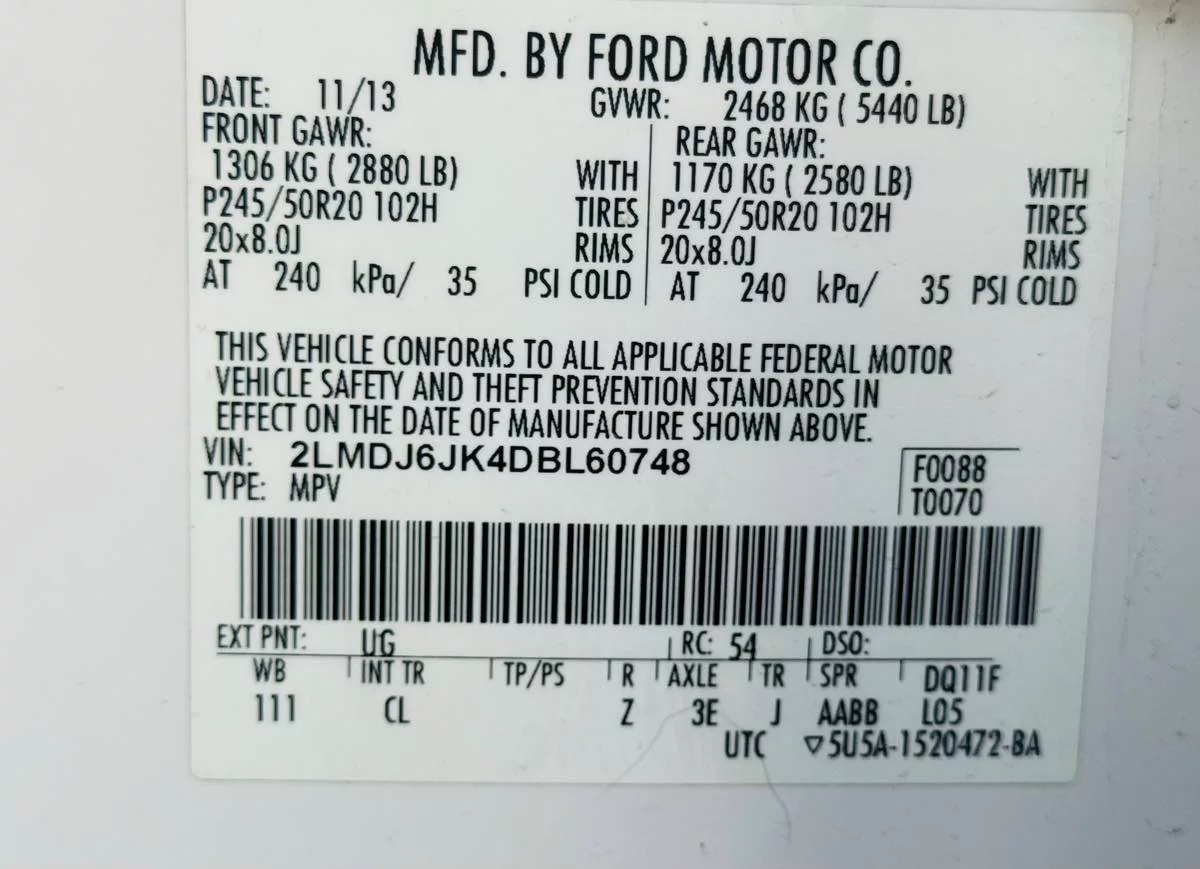 MFD. BY FORD MOTOR CO.
DATE: 11/13 GVWR: 2468 KG ( 5440 LB)
FRONT GAWR: REAR GAWR:
1306 KG ( 2880 LB) WITH 1170 KG ( 2580 LB) WITH
P245/50R20 102H TIRES P245/50R20 102H TIRES
20x8.0J RIMS 20x8.0J RIMS
AT 240 kPa/ 35 PSI COLD AT 240 kPa/ 35 PSI COLD
THIS VEHICLE CONFORMS TO ALL APPLICABLE FEDERAL MOTOR
VEHICLE SAFETY AND THEFT PREVENTION STANDARDS IN
EFFECT ON THE DATE OF MANUFACTURE SHOWN ABOVE.
VIN: 2LMDJ6JK4DBL60748 F0088
TYPE: MPV T0070
EXT PNT: UG RC: 54 DSO:
WB INT TR TP/PS R AXLE TR SPR DQ11F
111 CL Z 3E J AABB L05
UTC ▽5U5A-1520472-BA